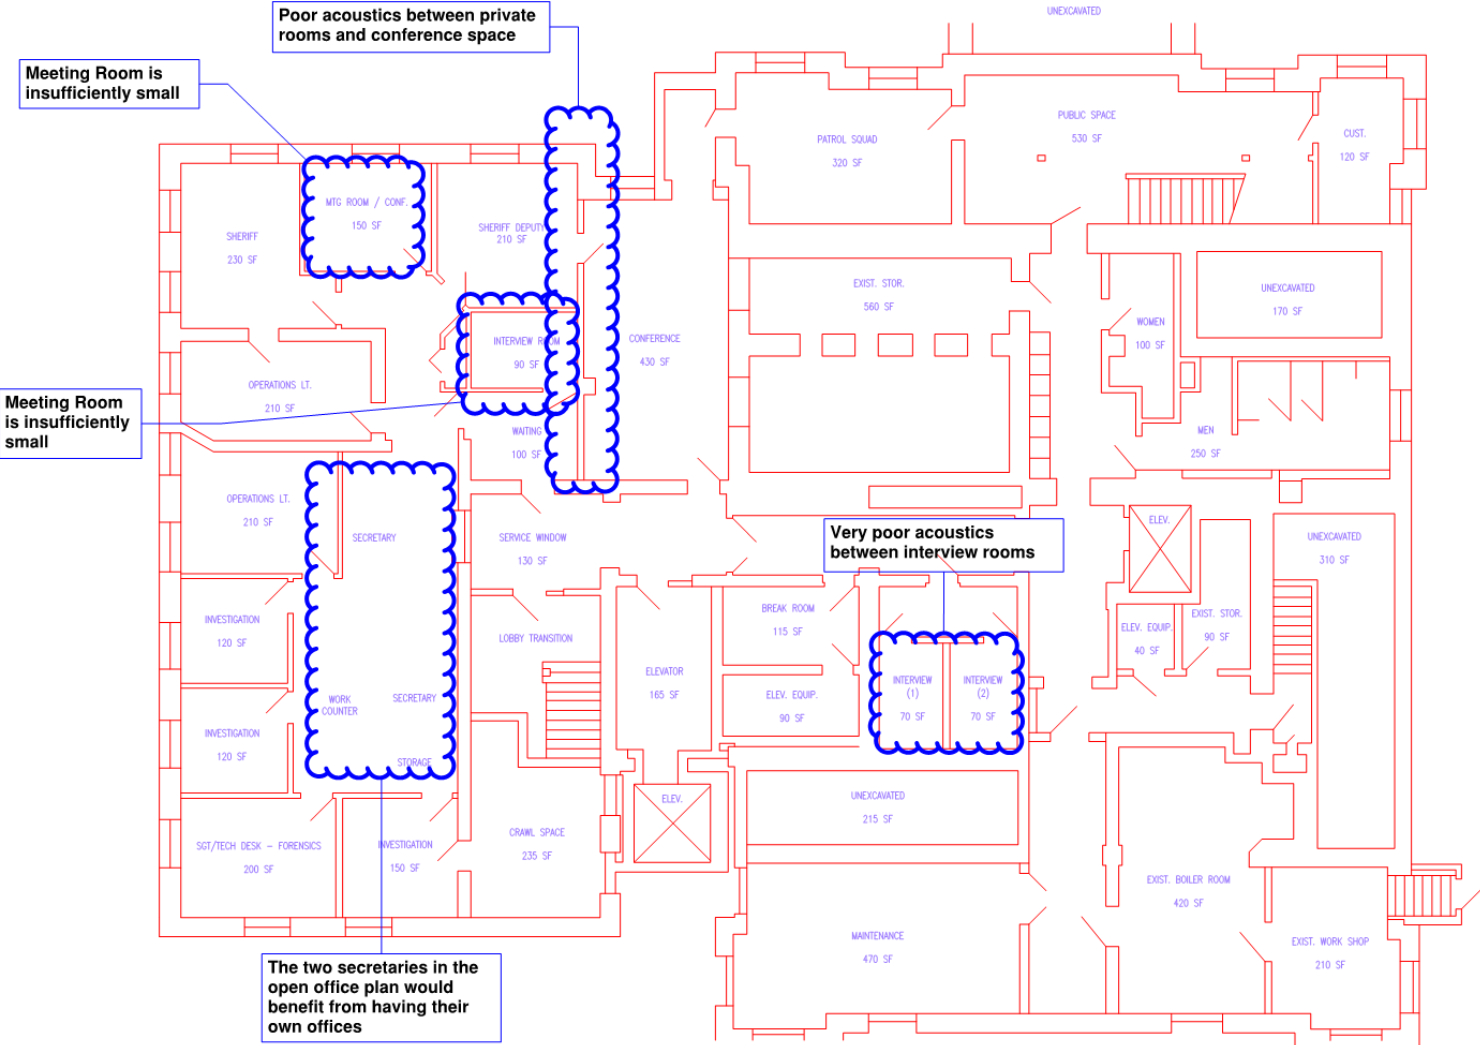 UNEXCAVATED
Poor acoustics between private
rooms and conference space
Meeting Room is
insufficiently small
PATROL SQUAD
320 SF
PUBLIC SPACE
530 SF
CUST.
120 SF
MTG ROOM / CONF.
150 SF
SHERIFF
230 SF
SHERIFF DEPUTY
210 SF
EXIST. STOR.
560 SF
UNEXCAVATED
170 SF
WOMEN
100 SF
INTERVIEW ROOM
90 SF
CONFERENCE
430 SF
OPERATIONS LT.
210 SF
Meeting Room
is insufficiently
small
WAITING
100 SF
MEN
250 SF
OPERATIONS LT.
210 SF
SECRETARY
SERVICE WINDOW
130 SF
Very poor acoustics
between interview rooms
ELEV.
UNEXCAVATED
310 SF
INVESTIGATION
120 SF
LOBBY TRANSITION
BREAK ROOM
115 SF
EXIST. STOR.
90 SF
ELEV. EQUIP.
40 SF
ELEVATOR
165 SF
ELEV. EQUIP.
90 SF
INTERVIEW
(1)
70 SF
INTERVIEW
(2)
70 SF
WORK
COUNTER
SECRETARY
INVESTIGATION
120 SF
STORAGE
ELEV.
UNEXCAVATED
215 SF
SGT/TECH DESK – FORENSICS
200 SF
INVESTIGATION
150 SF
CRAWL SPACE
235 SF
EXIST. BOILER ROOM
420 SF
MAINTENANCE
470 SF
EXIST. WORK SHOP
210 SF
The two secretaries in the
open office plan would
benefit from having their
own offices